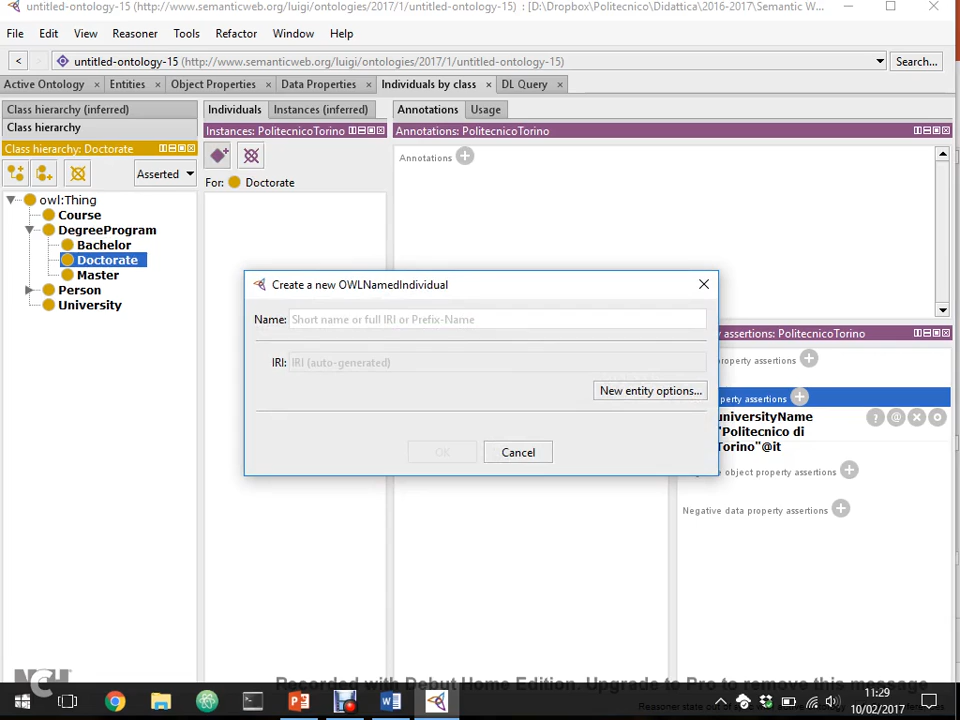 untitled-ontology-15 (http://www.semanticweb.org/luigi/ontologies/2017/1/untitled-ontology-15) : [D:\Dropbox\Politecnico\Didattica\2016-2017\Semantic W...
File Edit View Reasoner Tools Refactor Window Help
< > untitled-ontology-15 (http://www.semanticweb.org/luigi/ontologies/2017/1/untitled-ontology-15) Search...
Active Ontology × Entities × Object Properties × Data Properties × Individuals by class × DL Query ×
Class hierarchy (inferred)
Class hierarchy
Class hierarchy: Doctorate
Asserted
owl:Thing
Course
DegreeProgram
Bachelor
Doctorate
Master
Person
University
Individuals Instances (inferred)
Instances: PolitecnicoTorino
For: Doctorate
Annotations Usage
Annotations: PolitecnicoTorino
Annotations
Create a new OWLNamedIndividual
Name: Short name or full IRI or Prefix-Name
IRI: IRI (auto-generated)
New entity options...
OK Cancel
assertions: PolitecnicoTorino
property assertions
perty assertions
universityName
"Politecnico di
Torino"@it
object property assertions
Negative data property assertions
NCH
Recorded with Debut Home Edition. Upgrade to Pro to remove this message
Reasoner state out of
11:29
10/02/2017